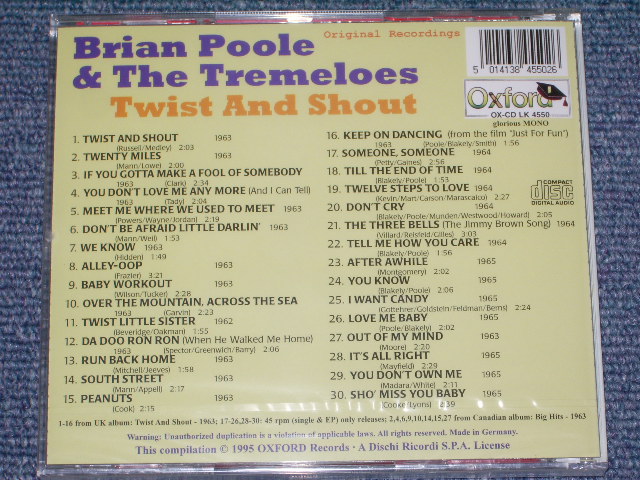 Brian Poole
& The Tremeloes
Twist And Shout
Original Recordings
5 014138 455026
Oxford
OX-CD LK 4550
glorious MONO
COMPACT
disc
DIGITAL AUDIO
1. TWIST AND SHOUT 1963
(Russell/Medley) 2:03
2. TWENTY MILES 1963
(Mann/Lowe) 2:00
3. IF YOU GOTTA MAKE A FOOL OF SOMEBODY
1963 (Clark) 2:34
4. YOU DON'T LOVE ME ANY MORE (And I Can Tell)
1963 (Tady) 2:04
5. MEET ME WHERE WE USED TO MEET 1963
(Powers/Wayne/Jordan) 2:19
6. DON'T BE AFRAID LITTLE DARLIN' 1963
(Mann/Weil) 1:53
7. WE KNOW 1963
(Hidden) 1:49
8. ALLEY-OOP 1963
(Frazier) 3:21
9. BABY WORKOUT 1963
(Wilson/Tucker) 2:28
10. OVER THE MOUNTAIN, ACROSS THE SEA
1963 (Garvin) 2:23
11. TWIST LITTLE SISTER 1962
(Beveridge/Oakman) 1:55
12. DA DOO RON RON (When He Walked Me Home)
1963 (Spector/Greenwich/Barry) 2:06
13. RUN BACK HOME 1963
(Mitchell/Jeeves) 1:58
14. SOUTH STREET 1963
(Mann/Appell) 2:17
15. PEANUTS 1963
(Cook) 2:15
16. KEEP ON DANCING (from the film "Just For Fun")
1963 (Poole/Blakely/Smith) 1:56
17. SOMEONE, SOMEONE 1964
(Petty/Gaines) 2:56
18. TILL THE END OF TIME 1964
(Blakely/Poole) 1:53
19. TWELVE STEPS TO LOVE 1964
(Kevin/Mart/Carson/Marascalco) 2:27
20. DON'T CRY 1964
(Blakely/Poole/Munden/Westwood/Howard) 2:05
21. THE THREE BELLS (The Jimmy Brown Song) 1964
(Villard/Reisfeld/Gilles) 3:03
22. TELL ME HOW YOU CARE 1964
(Blakely/Poole) 1:56
23. AFTER AWHILE 1964
(Montgomery) 2:02
24. YOU KNOW 1965
(Blakely/Poole) 2:06
25. I WANT CANDY 1965
(Gottehrer/Goldstein/Feldman/Berns) 2:24
26. LOVE ME BABY 1965
(Poole/Blakely) 2:02
27. OUT OF MY MIND 1963
(Moore) 2:20
28. IT'S ALL RIGHT 1965
(Mayfield) 2:29
29. YOU DON'T OWN ME 1965
(Madara/White) 2:11
30. SHO' MISS YOU BABY 1965
(Cooke/Lyons) 3:39
1-16 from UK album: Twist And Shout - 1963; 17-26,28-30: 45 rpm (single & EP) only releases; 2,4,6,9,10,14,15,27 from Canadian album: Big Hits - 1963
Warning: Unauthorized duplication is a violation of applicable laws. All rights reserved. Made in Germany.
This compilation © 1995 OXFORD Records • A Dischi Ricordi S.P.A. License